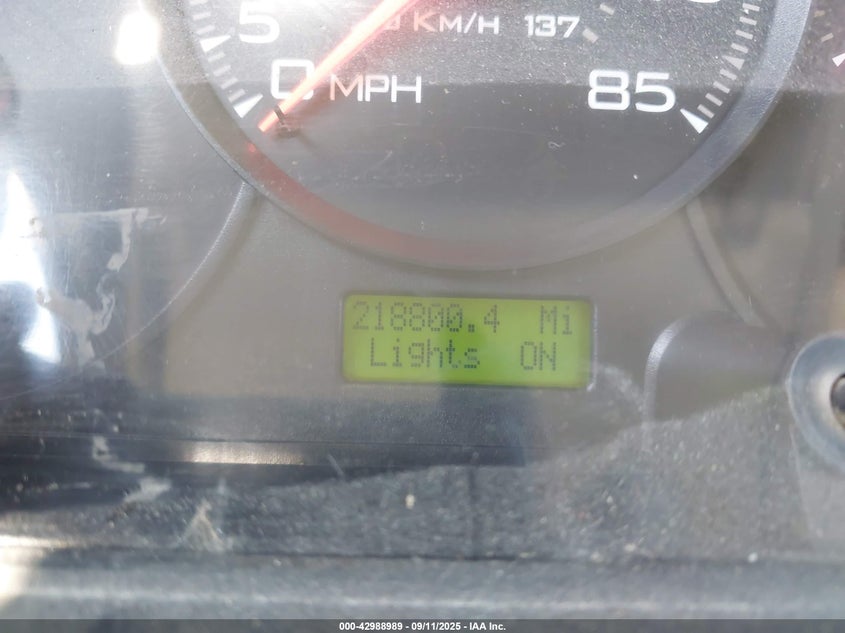 5 KM/H 137
0 MPH 85
218800.4 Mi
Lights ON
000-42988989 - 09/11/2025 - IAA Inc.